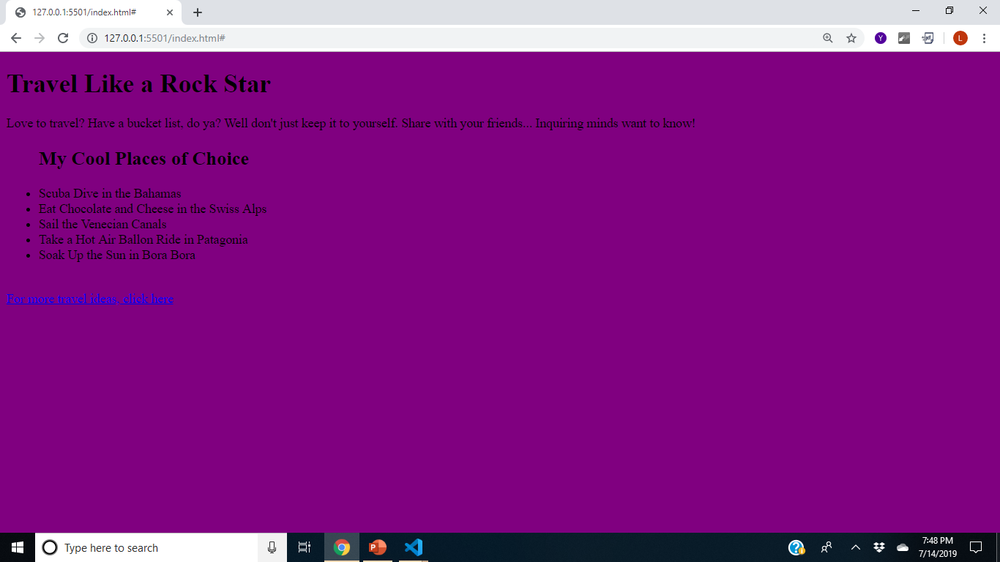 127.0.0.1:5501/index.html#
127.0.0.1:5501/index.html#
Y
L
Travel Like a Rock Star
Love to travel? Have a bucket list, do ya? Well don't just keep it to yourself. Share with your friends... Inquiring minds want to know!
My Cool Places of Choice
Scuba Dive in the Bahamas
Eat Chocolate and Cheese in the Swiss Alps
Sail the Venecian Canals
Take a Hot Air Ballon Ride in Patagonia
Soak Up the Sun in Bora Bora
For more travel ideas, click here
Type here to search
7:48 PM
7/14/2019